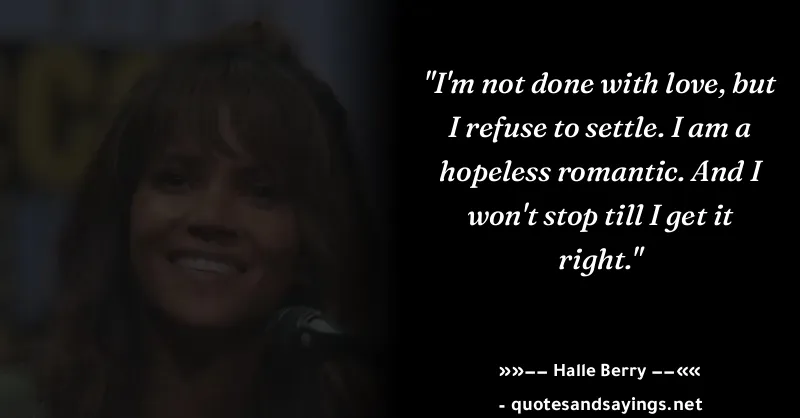 "I'm not done with love, but
I refuse to settle. I am a
hopeless romantic. And I
won't stop till I get it
right."
»»–– Halle Berry ––««
- quotesandsayings.net